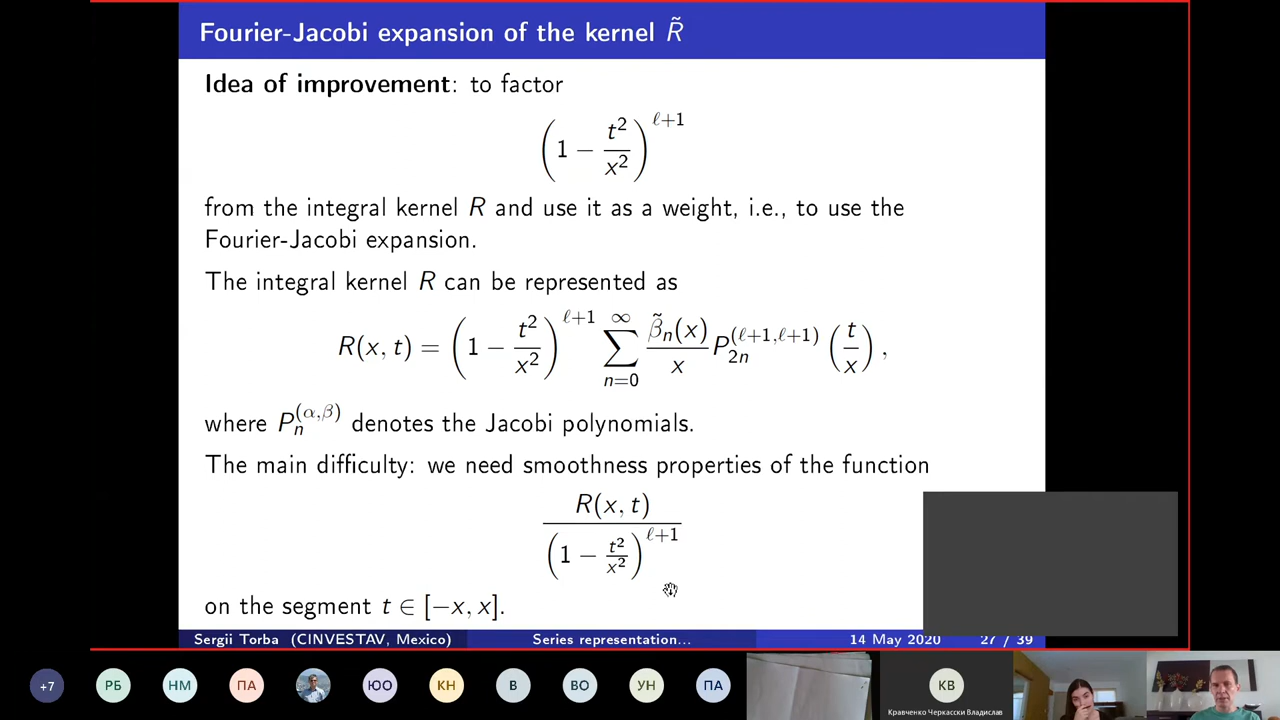 Fourier-Jacobi expansion of the kernel R̃
Idea of improvement: to factor
(1 − t²/x²)^{ℓ+1}
from the integral kernel R and use it as a weight, i.e., to use the
Fourier-Jacobi expansion.
The integral kernel R can be represented as
R(x, t) = (1 − t²/x²)^{ℓ+1} ∑_{n=0}^{∞} β̃ₙ(x)/x P_{2n}^{(ℓ+1,ℓ+1)} (t/x),
where P_n^{(α,β)} denotes the Jacobi polynomials.
The main difficulty: we need smoothness properties of the function
R(x, t)/(1 − t²/x²)^{ℓ+1}
on the segment t ∈ [−x, x].
Sergii Torba (CINVESTAV, Mexico) Series representation... 14 May 2020 27 / 39
+7 РБ НМ ПА ЮО КН В ВО УН ПА КВ
Кравченко Черкасски Владислав